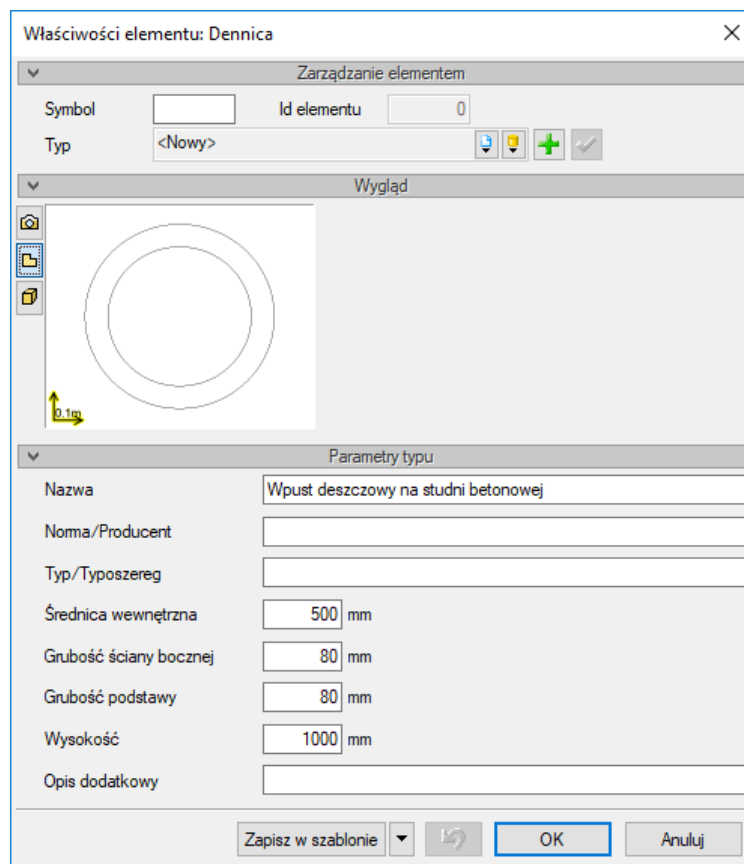 Właściwości elementu: Dennica
Zarządzanie elementem
Symbol Id elementu 0
Typ <Nowy>
Wygląd
0.1m
Parametry typu
Nazwa Wpust deszczowy na studni betonowej
Norma/Producent
Typ/Typoszereg
Średnica wewnętrzna 500 mm
Grubość ściany bocznej 80 mm
Grubość podstawy 80 mm
Wysokość 1000 mm
Opis dodatkowy
Zapisz w szablonie OK Anuluj